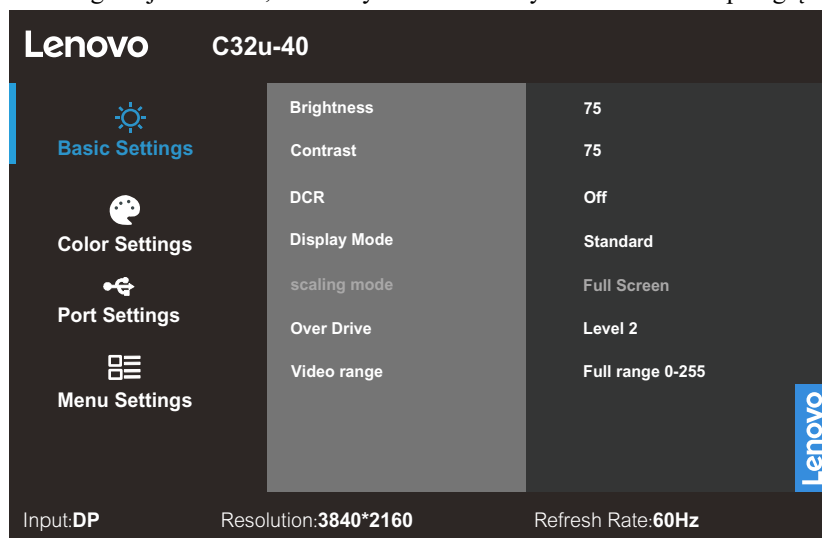 Lenovo C32u-40
Basic Settings
Color Settings
Port Settings
Menu Settings
Brightness 75
Contrast 75
DCR Off
Display Mode Standard
scaling mode Full Screen
Over Drive Level 2
Video range Full range 0-255
Lenovo
Input:DP Resolution:3840*2160 Refresh Rate:60Hz